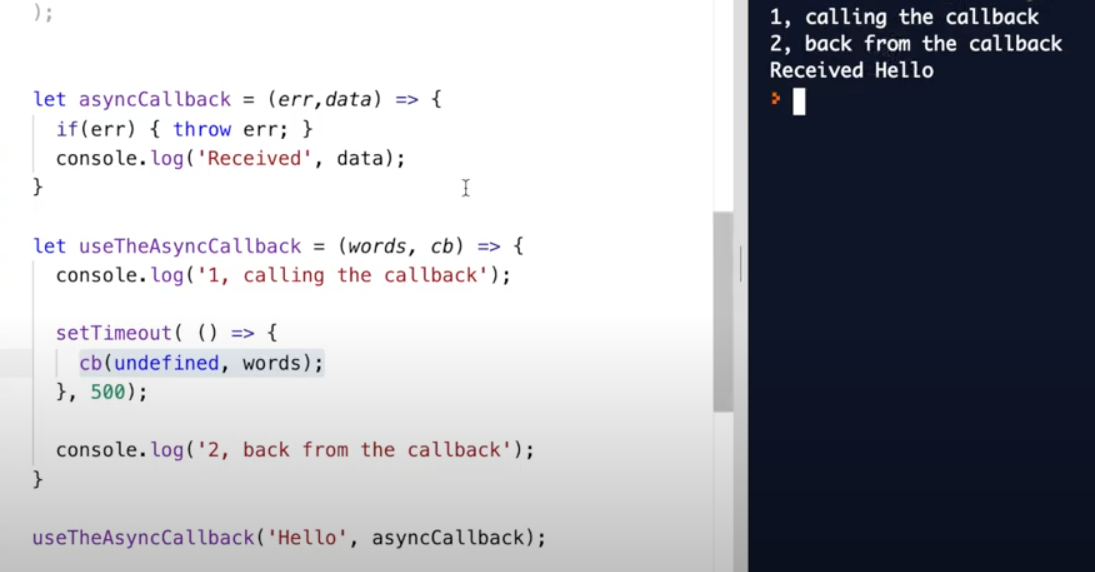 );
let asyncCallback = (err,data) => {
if(err) { throw err; }
console.log('Received', data);
}
let useTheAsyncCallback = (words, cb) => {
console.log('1, calling the callback');
setTimeout( () => {
cb(undefined, words);
}, 500);
console.log('2, back from the callback');
}
useTheAsyncCallback('Hello', asyncCallback);
1, calling the callback
2, back from the callback
Received Hello
>